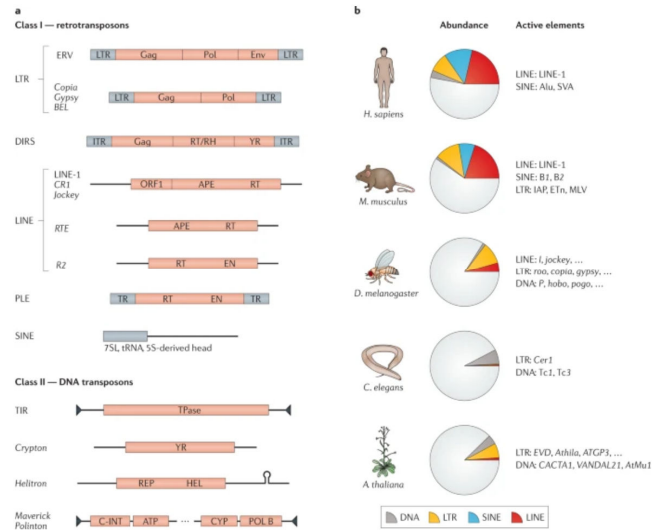 a
Class I — retrotransposons
LTR
ERV
LTR Gag Pol Env LTR
Copia
Gypsy
BEL
LTR Gag Pol LTR
DIRS
ITR Gag RT/RH YR ITR
LINE
LINE-1
CR1
Jockey
ORF1 APE RT
RTE
APE RT
R2
RT EN
PLE
TR RT EN TR
SINE
7SL, tRNA, 5S-derived head
Class II — DNA transposons
TIR
TPase
Crypton
YR
Helitron
REP HEL
Maverick
Polinton
C-INT ATP ... CYP POL B
b
Abundance Active elements
H. sapiens
LINE: LINE-1
SINE: Alu, SVA
M. musculus
LINE: LINE-1
SINE: B1, B2
LTR: IAP, ETn, MLV
D. melanogaster
LINE: I, jockey, ...
LTR: roo, copia, gypsy, ...
DNA: P, hobo, pogo, ...
C. elegans
LTR: Cer1
DNA: Tc1, Tc3
A thaliana
LTR: EVD, Athila, ATGP3, ...
DNA: CACTA1, VANDAL21, AtMu1
DNA LTR SINE LINE